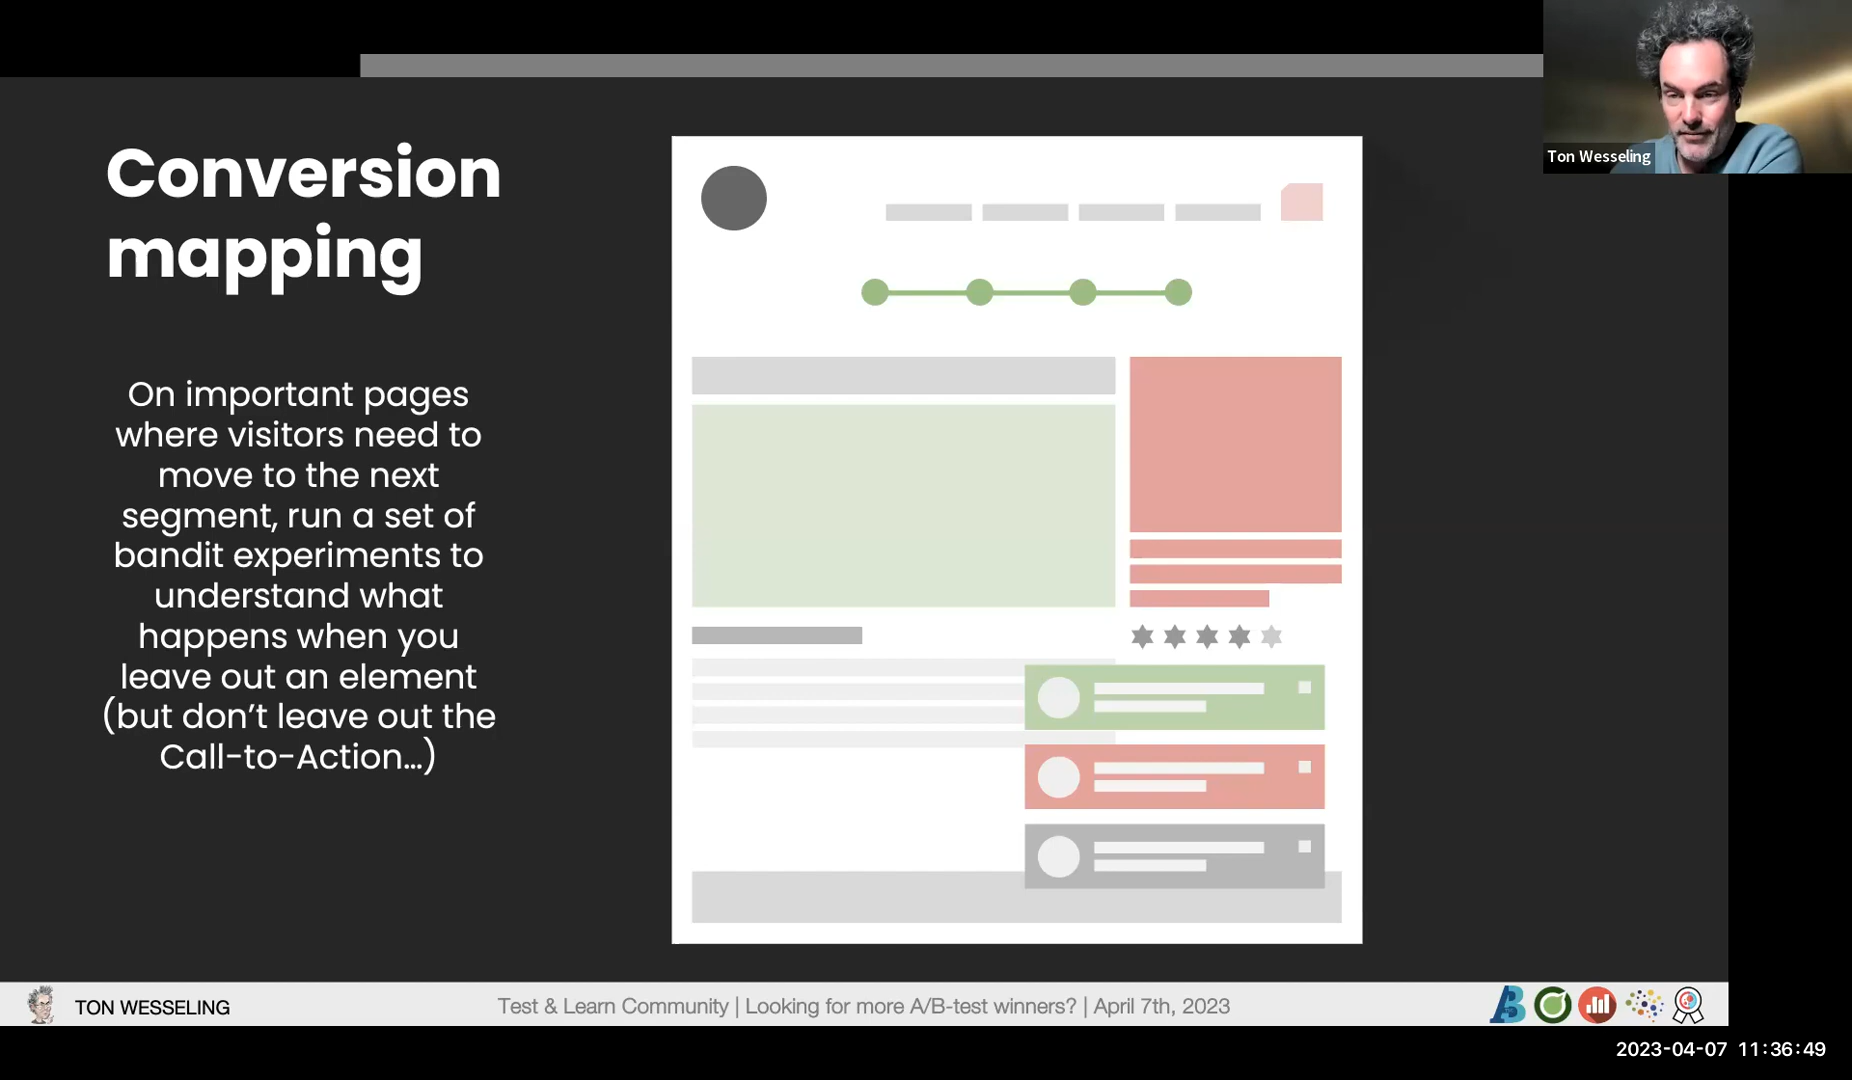 Ton Wesseling
Conversion
mapping
On important pages
where visitors need to
move to the next
segment, run a set of
bandit experiments to
understand what
happens when you
leave out an element
(but don’t leave out the
Call-to-Action…)
TON WESSELING
Test & Learn Community | Looking for more A/B-test winners? | April 7th, 2023
2023-04-07 11:36:49